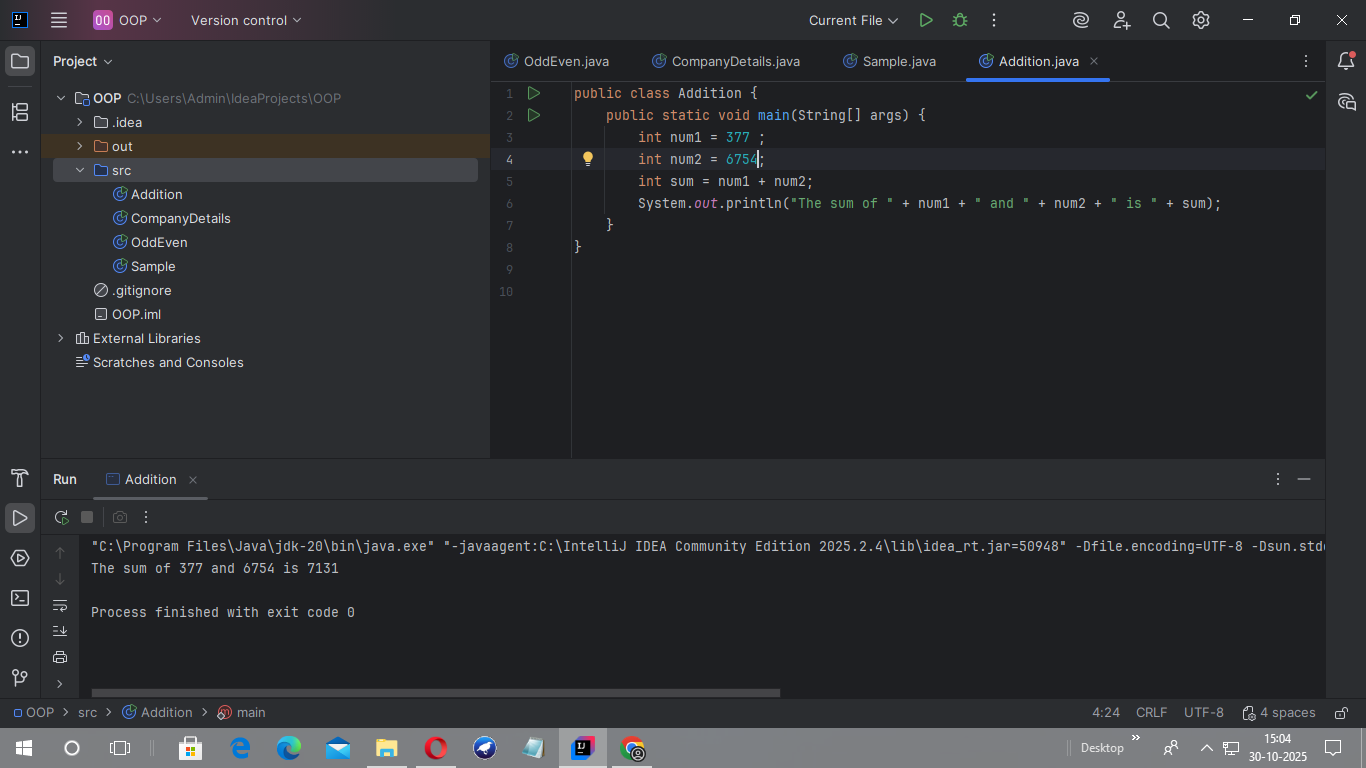 OO OOP Version control Current File
Project
OddEven.java CompanyDetails.java Sample.java Addition.java
OOP C:\Users\Admin\IdeaProjects\OOP
.idea
out
src
Addition
CompanyDetails
OddEven
Sample
.gitignore
OOP.iml
External Libraries
Scratches and Consoles
1 public class Addition {
2 public static void main(String[] args) {
3 int num1 = 377 ;
4 int num2 = 6754;
5 int sum = num1 + num2;
6 System.out.println("The sum of " + num1 + " and " + num2 + " is " + sum);
7 }
8 }
9
10
Run Addition
"C:\Program Files\Java\jdk-20\bin\java.exe" "-javaagent:C:\IntelliJ IDEA Community Edition 2025.2.4\lib\idea_rt.jar=50948" -Dfile.encoding=UTF-8 -Dsun.stdo
The sum of 377 and 6754 is 7131
Process finished with exit code 0
OOP src Addition main 4:24 CRLF UTF-8 4 spaces
Desktop
15:04
30-10-2025